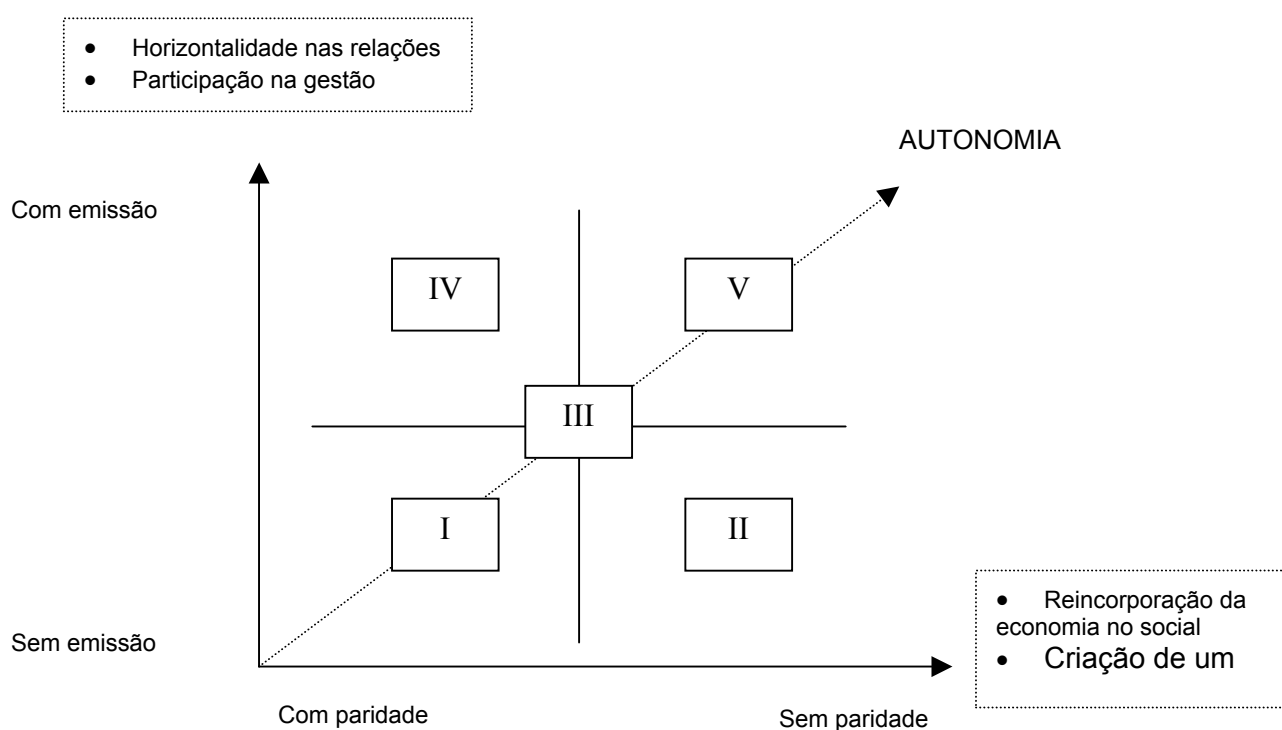 • Horizontalidade nas relações
• Participação na gestão
AUTONOMIA
Com emissão
IV
V
III
I
II
• Reincorporação da
economia no social
• Criação de um
Sem emissão
Com paridade
Sem paridade